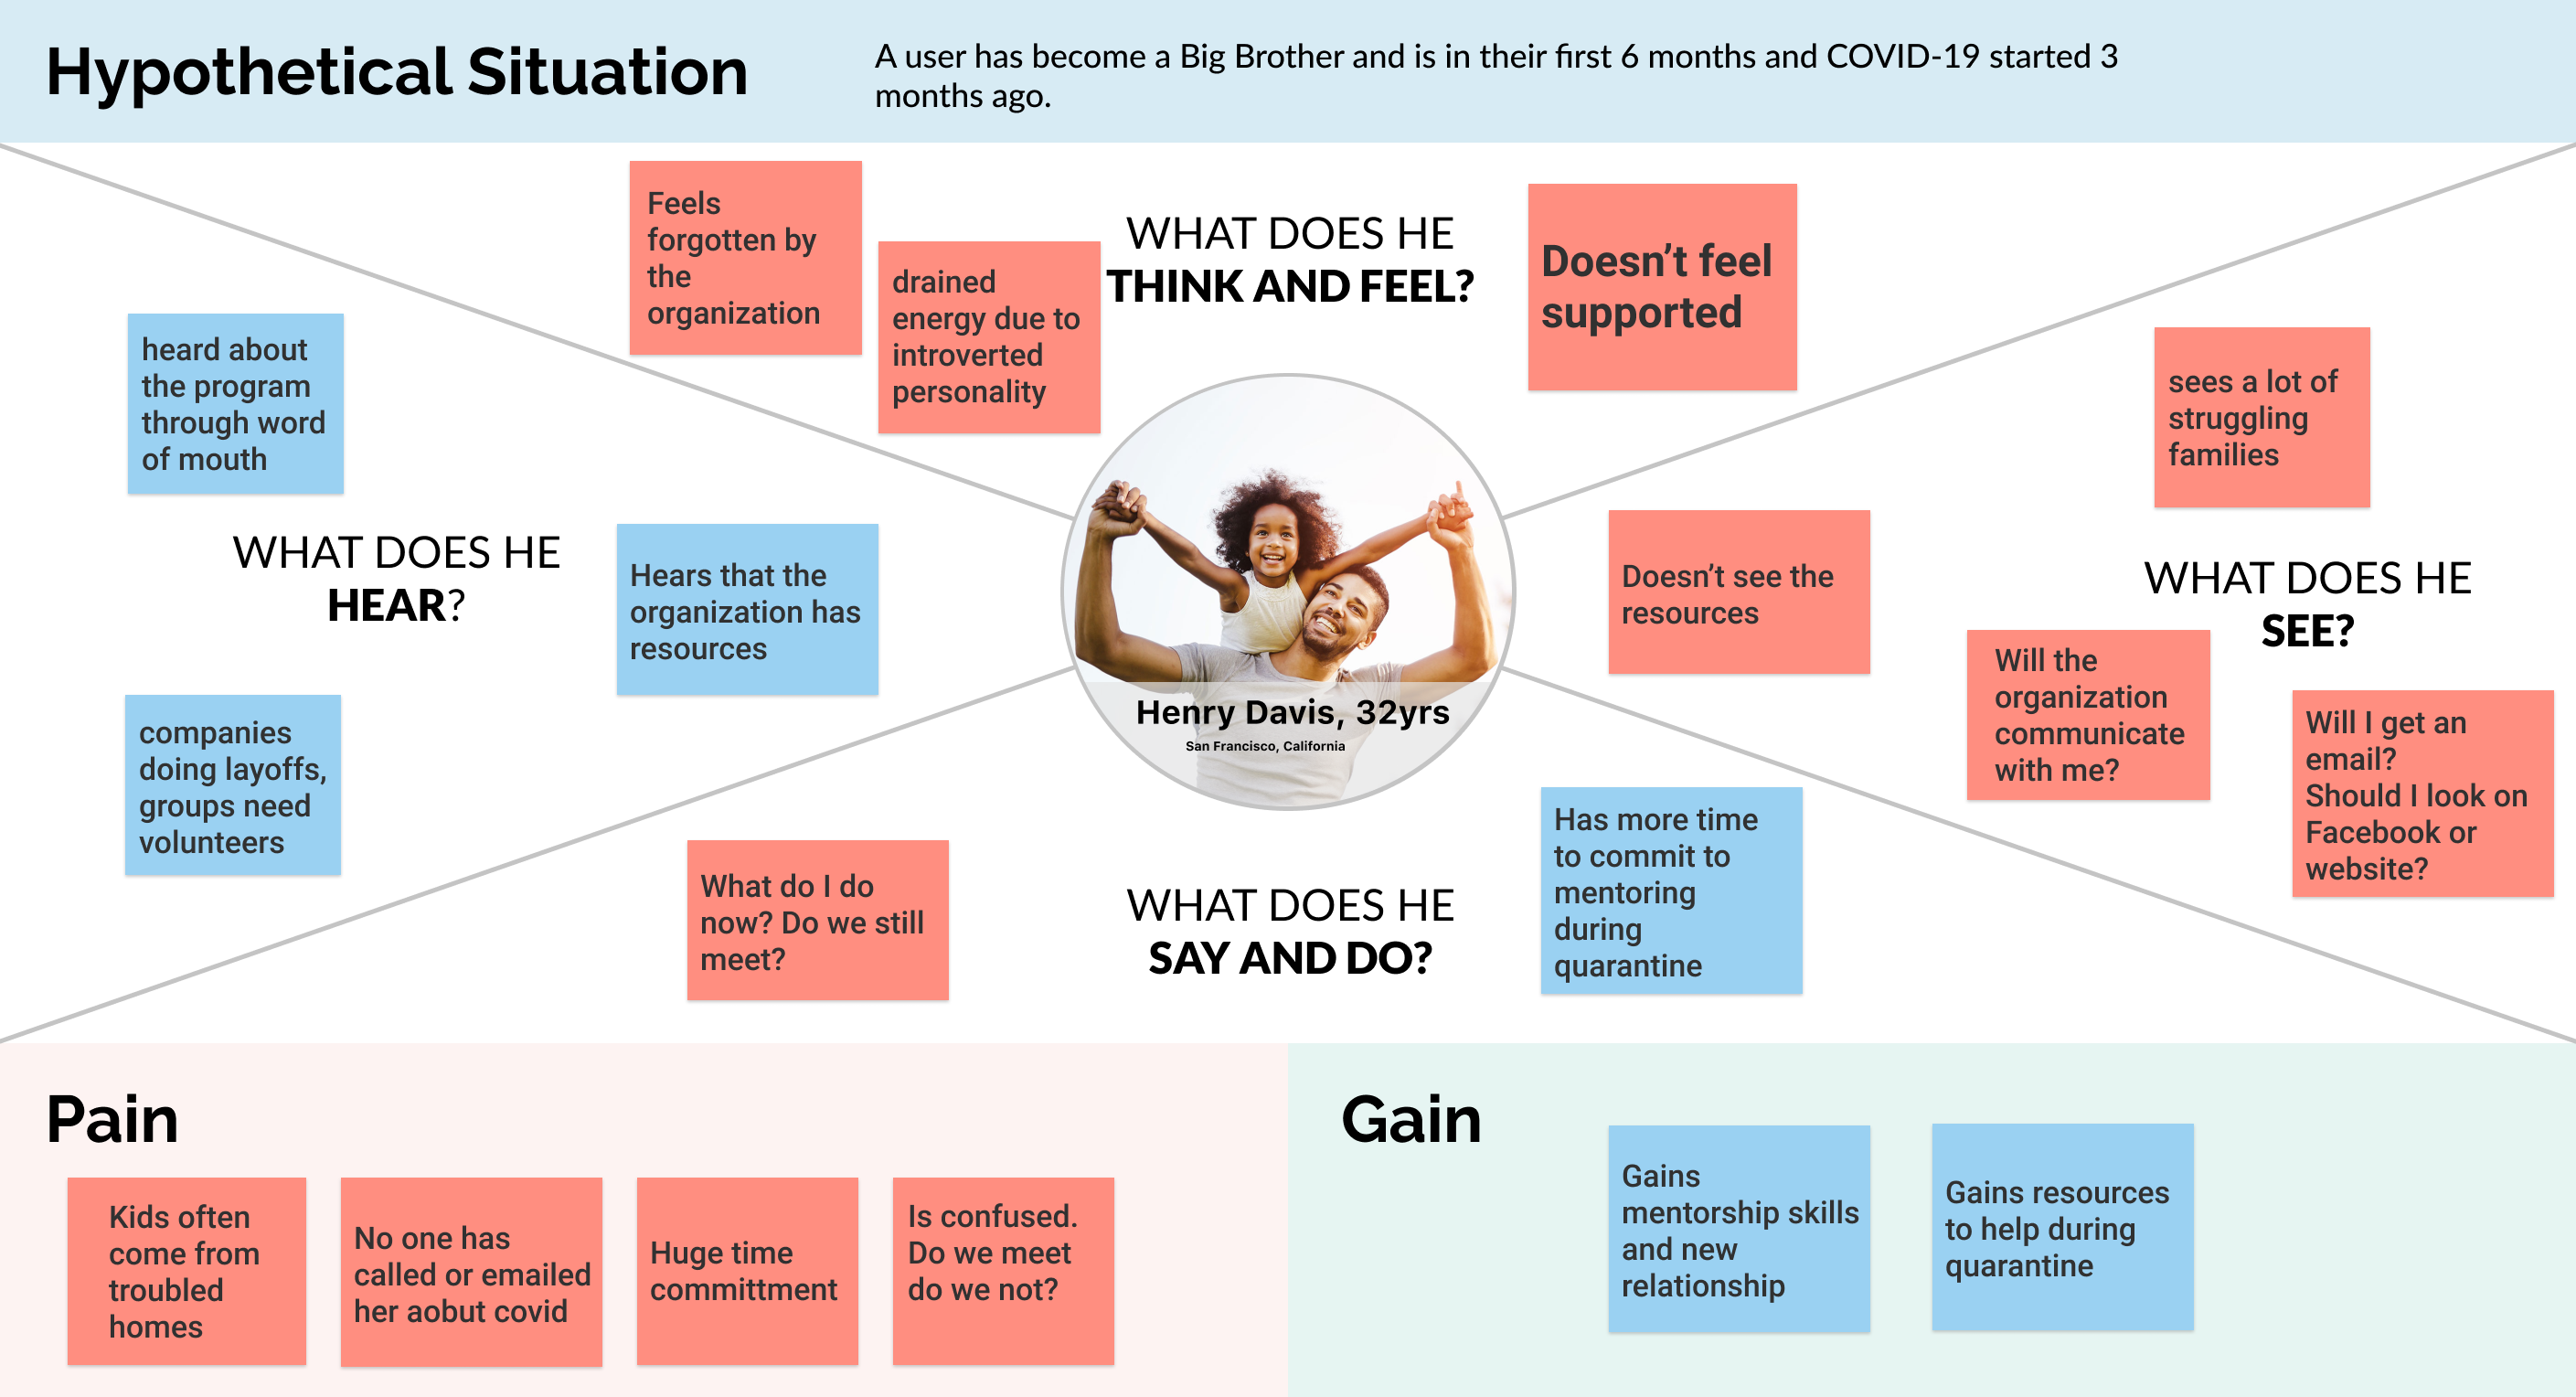 Hypothetical Situation
A user has become a Big Brother and is in their first 6 months and COVID-19 started 3
months ago.
Feels
forgotten by
the
organization
drained
energy due to
introverted
personality
WHAT DOES HE
THINK AND FEEL?
Doesn’t feel
supported
heard about
the program
through word
of mouth
WHAT DOES HE
HEAR?
Hears that the
organization has
resources
companies
doing layoffs,
groups need
volunteers
Henry Davis, 32yrs
San Francisco, California
sees a lot of
struggling
families
Doesn’t see the
resources
WHAT DOES HE
SEE?
Will the
organization
communicate
with me?
Will I get an
email?
Should I look on
Facebook or
website?
What do I do
now? Do we still
meet?
WHAT DOES HE
SAY AND DO?
Has more time
to commit to
mentoring
during
quarantine
Pain
Kids often
come from
troubled
homes
No one has
called or emailed
her aobut covid
Huge time
committment
Is confused.
Do we meet
do we not?
Gain
Gains
mentorship skills
and new
relationship
Gains resources
to help during
quarantine